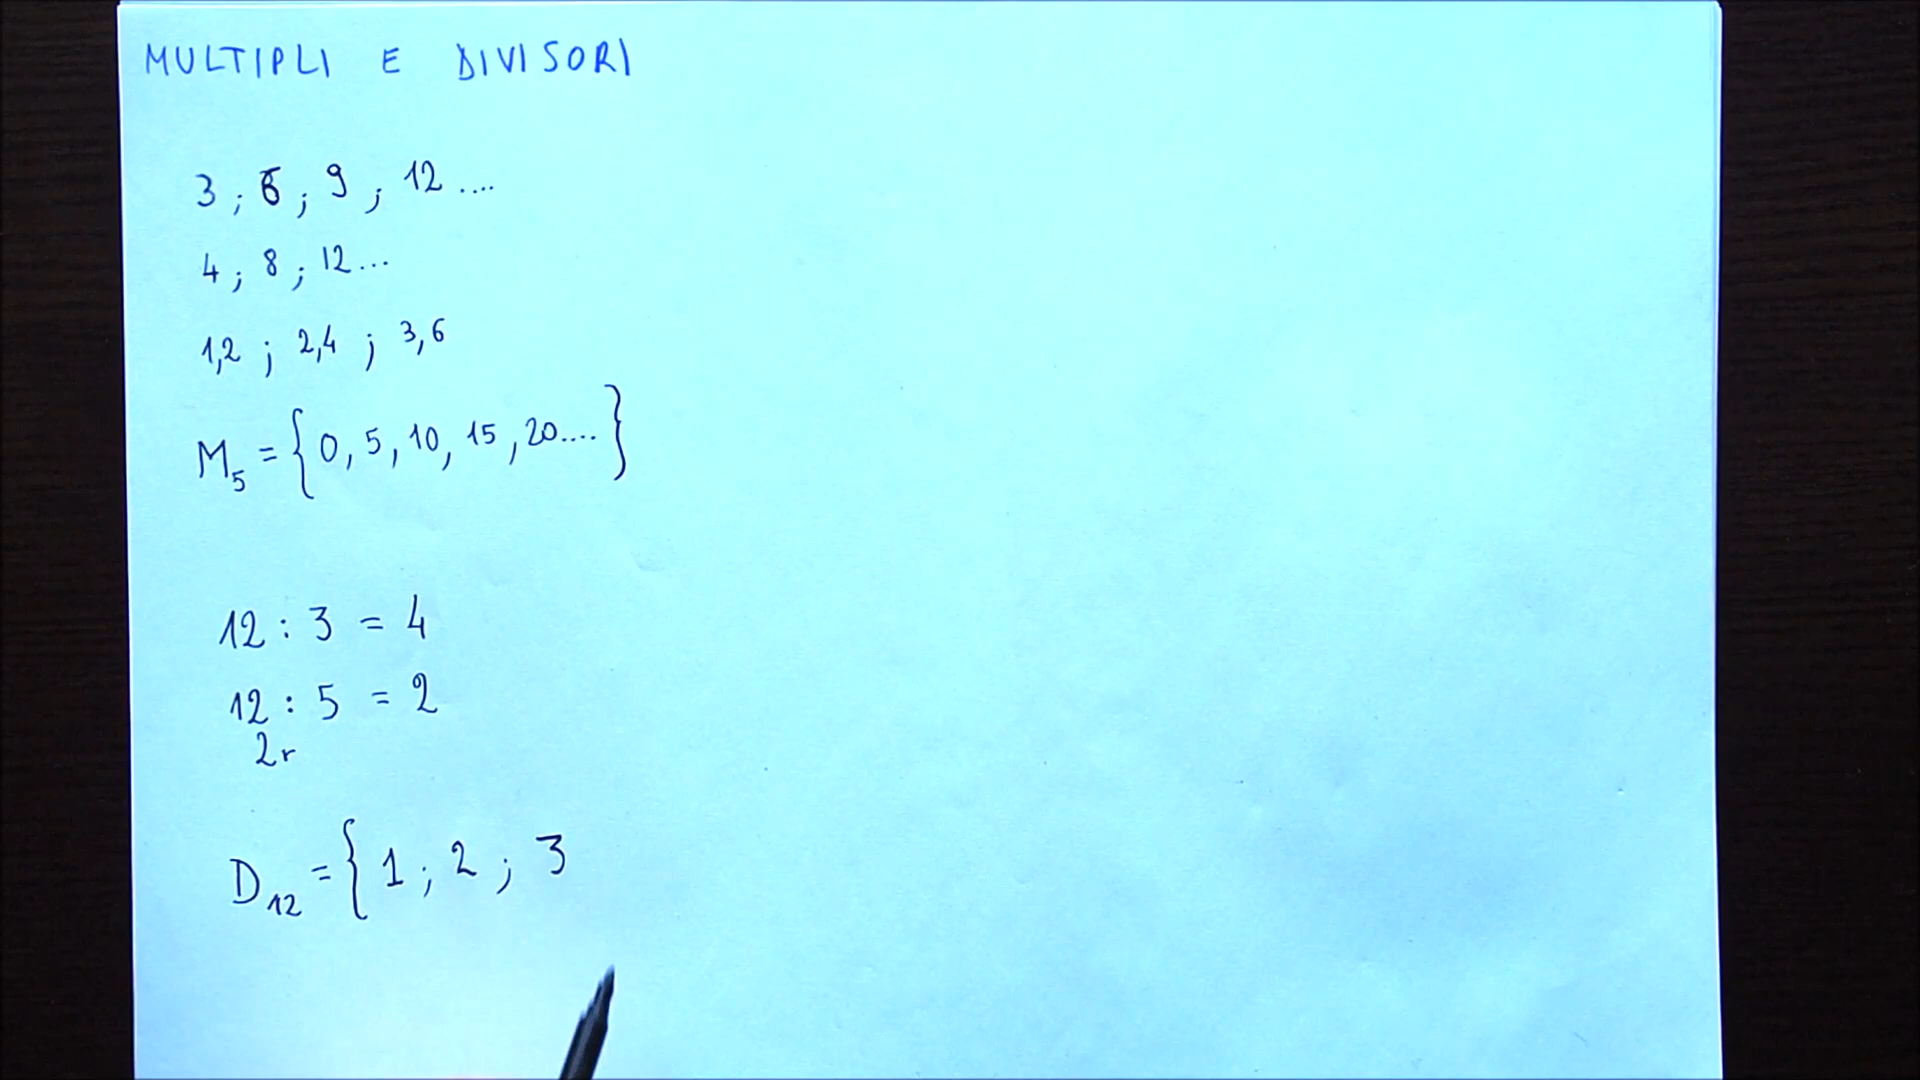 MULTIPLI E DIVISORI
3 ; 6 ; 9 ; 12 ....
4 ; 8 ; 12 ...
1,2 ; 2,4 ; 3,6
M₅ = { 0, 5, 10, 15, 20.... }
12 : 3 = 4
12 : 5 = 2
2r
D₁₂ = { 1 ; 2 ; 3